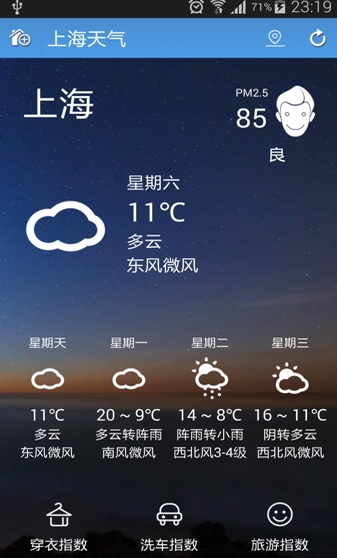 71% 23:19
上海天气
上海
PM2.5
85
良
星期六
11℃
多云
东风微风
星期天 星期一 星期二 星期三
11℃ 20 ~ 9℃ 14 ~ 8℃ 16 ~ 11℃
多云 多云转阵雨 阵雨转小雨 阴转多云
东风微风 南风微风 西北风3-4级 西北风微风
穿衣指数 洗车指数 旅游指数